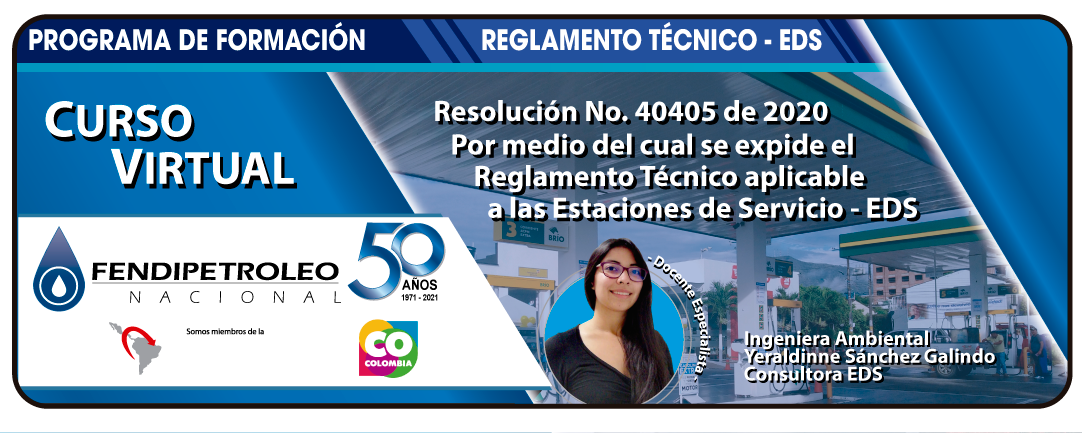 PROGRAMA DE FORMACIÓN
REGLAMENTO TÉCNICO - EDS
CURSO
VIRTUAL
Resolución No. 40405 de 2020
Por medio del cual se expide el
Reglamento Técnico aplicable
a las Estaciones de Servicio - EDS
FENDIPETROLEO
NACIONAL
50
AÑOS
1971 - 2021
Somos miembros de la
CO
COLOMBIA
3
BRIO
- Docente Especialista -
Ingeniera Ambiental
Yeraldinne Sánchez Galindo
Consultora EDS
MOTOR